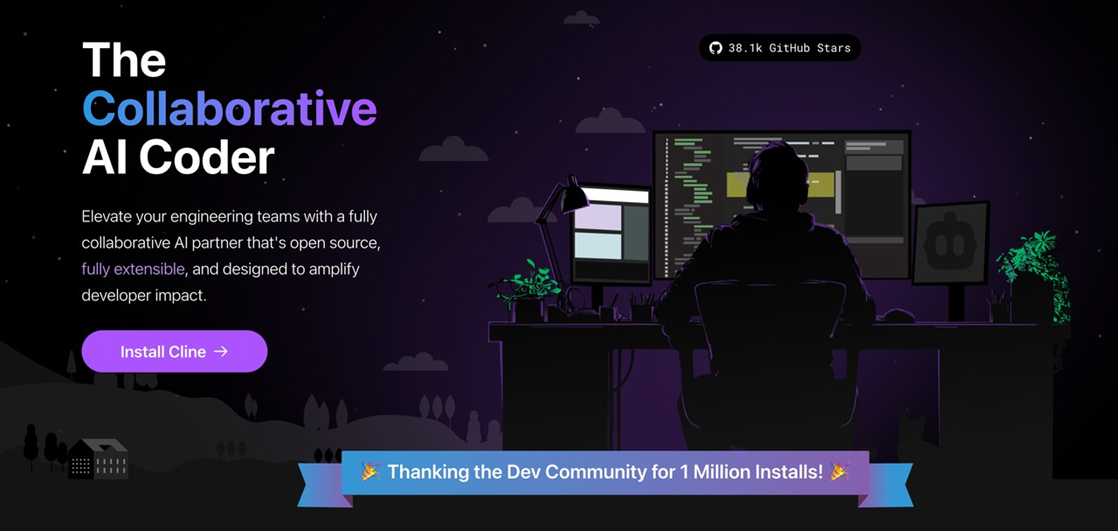 The
Collaborative
AI Coder
38.1k GitHub Stars
Elevate your engineering teams with a fully
collaborative AI partner that's open source,
fully extensible, and designed to amplify
developer impact.
Install Cline →
🎉 Thanking the Dev Community for 1 Million Installs! 🎉